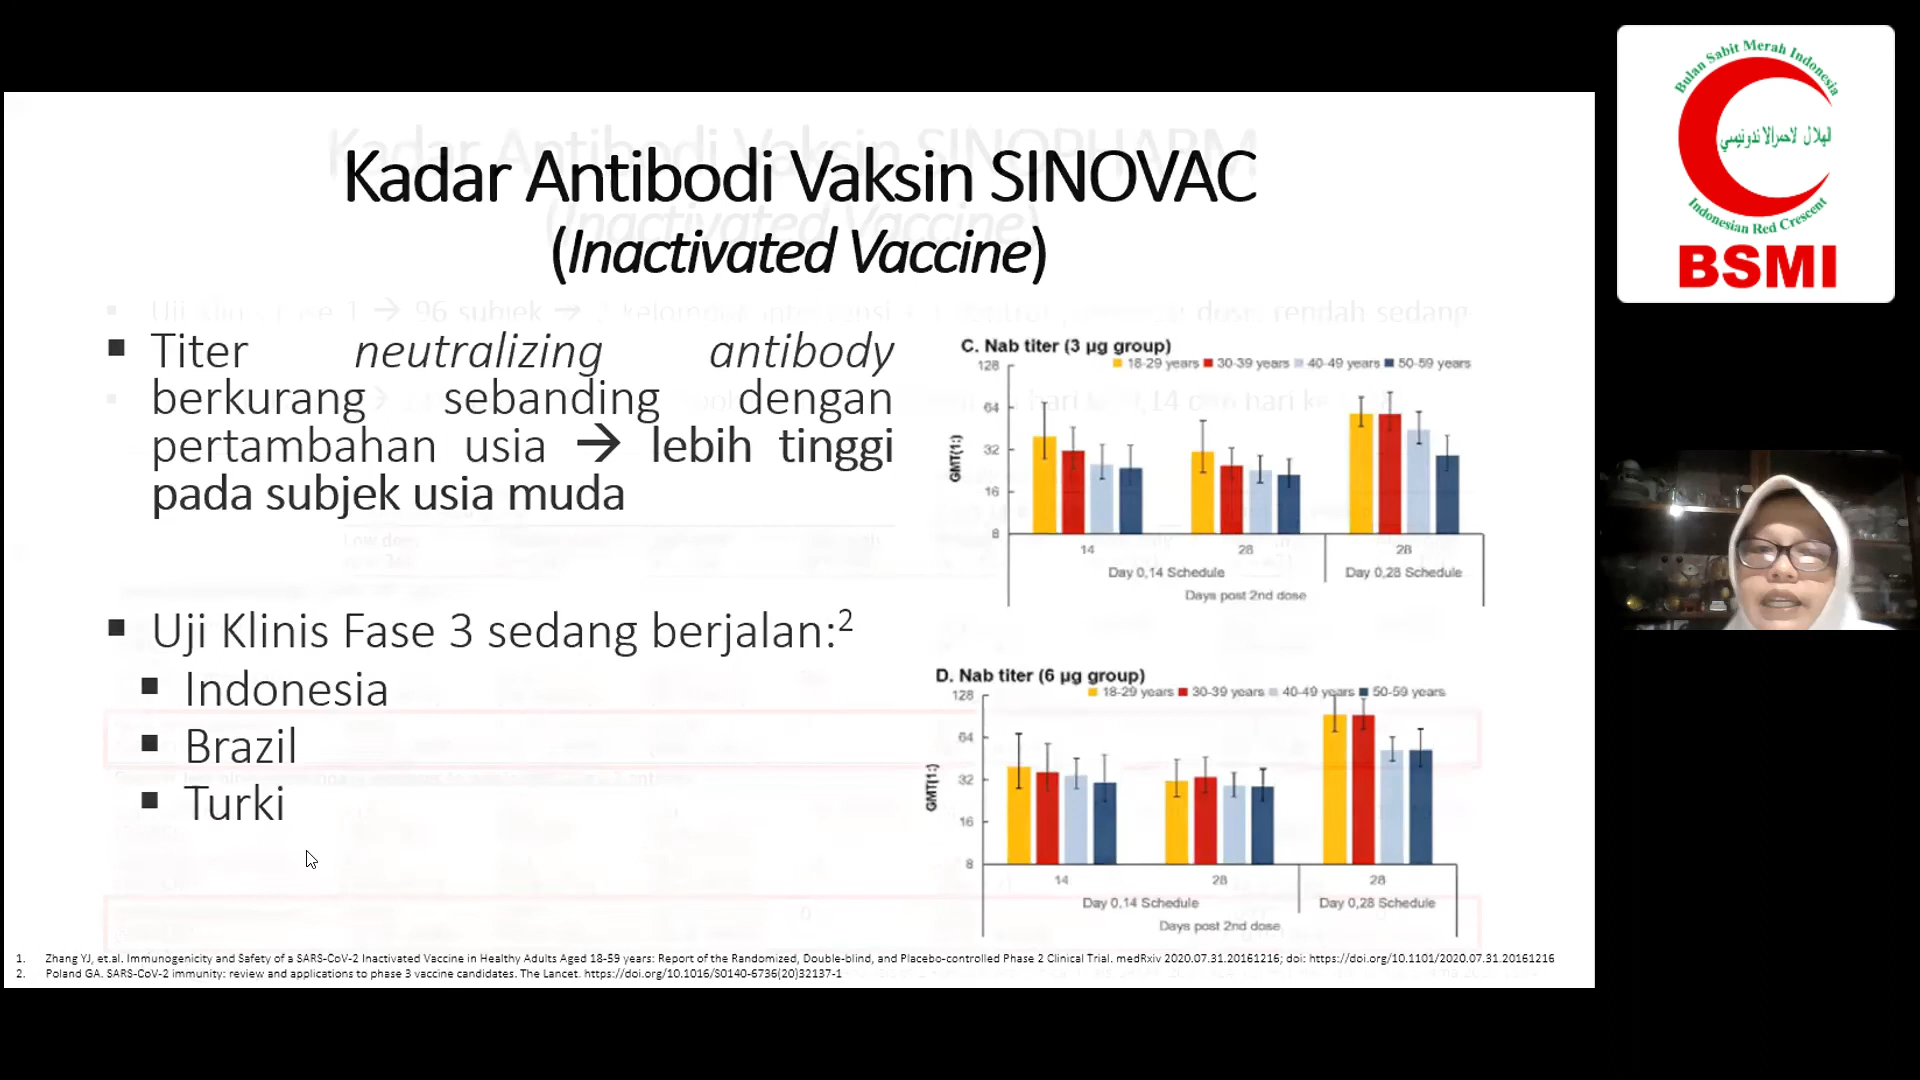 Kadar Antibodi Vaksin SINOVAC
(Inactivated Vaccine)
▪ Titer neutralizing antibody
berkurang sebanding dengan
pertambahan usia → lebih tinggi
pada subjek usia muda
▪ Uji Klinis Fase 3 sedang berjalan:2
▪ Indonesia
▪ Brazil
▪ Turki
C. Nab titer (3 µg group)
18-29 years 30-39 years 40-49 years 50-59 years
128
64
32
16
8
GMT(1:)
14 28 28
Day 0,14 Schedule Day 0,28 Schedule
Days post 2nd dose
D. Nab titer (6 µg group)
18-29 years 30-39 years 40-49 years 50-59 years
128
64
32
16
8
GMT(1:)
14 28 28
Day 0,14 Schedule Day 0,28 Schedule
Days post 2nd dose
1. Zhang YJ, et.al. Immunogenicity and Safety of a SARS-CoV-2 Inactivated Vaccine in Healthy Adults Aged 18-59 years: Report of the Randomized, Double-blind, and Placebo-controlled Phase 2 Clinical Trial. medRxiv 2020.07.31.20161216; doi: https://doi.org/10.1101/2020.07.31.20161216
2. Poland GA. SARS-CoV-2 immunity: review and applications to phase 3 vaccine candidates. The Lancet. https://doi.org/10.1016/S0140-6736(20)32137-1
Bulan Sabit Merah Indonesia
الهلال الاحمر الاندونيسي
Indonesian Red Crescent
BSMI